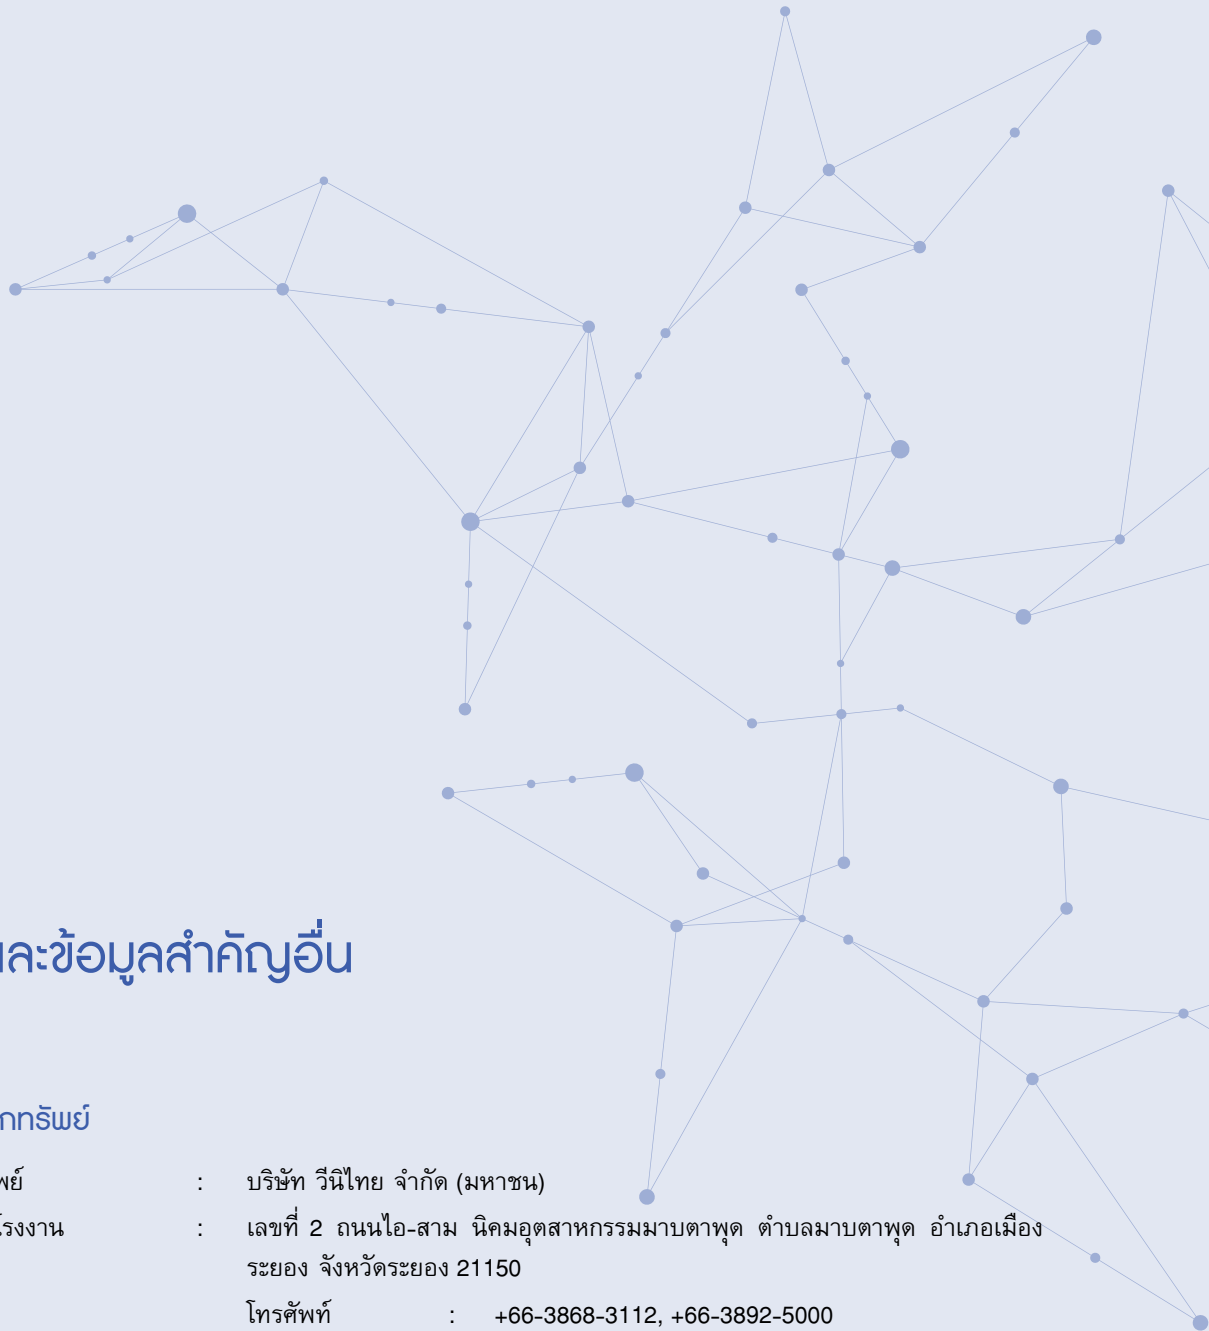 ละข้อมูลสำคัญอื่น
กทรัพย์
พย์ : บริษัท วีนิไทย จำกัด (มหาชน)
โรงงาน : เลขที่ 2 ถนนไอ-สาม นิคมอุตสาหกรรมมาบตาพุด ตำบลมาบตาพุด อำเภอเมือง
ระยอง จังหวัดระยอง 21150
โทรศัพท์ : +66-3868-3112, +66-3892-5000